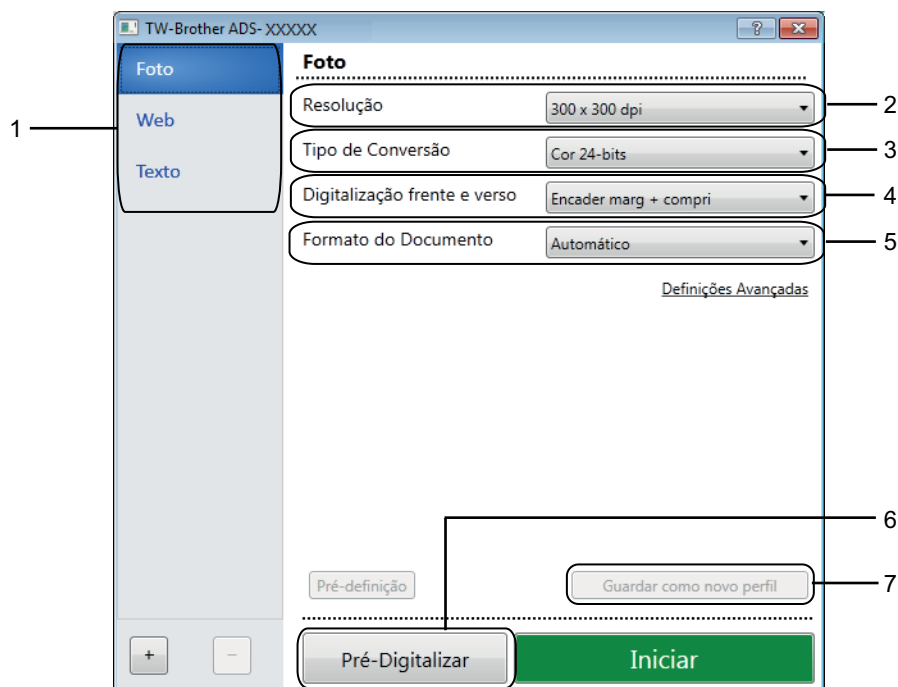 TW-Brother ADS- XXXXX
?
Foto
Web
Texto
Foto
Resolução
300 x 300 dpi
Tipo de Conversão
Cor 24-bits
Digitalização frente e verso
Encader marg + compri
Formato do Documento
Automático
Definições Avançadas
Pré-definição
Guardar como novo perfil
+
−
Pré-Digitalizar
Iniciar
1
2
3
4
5
6
7